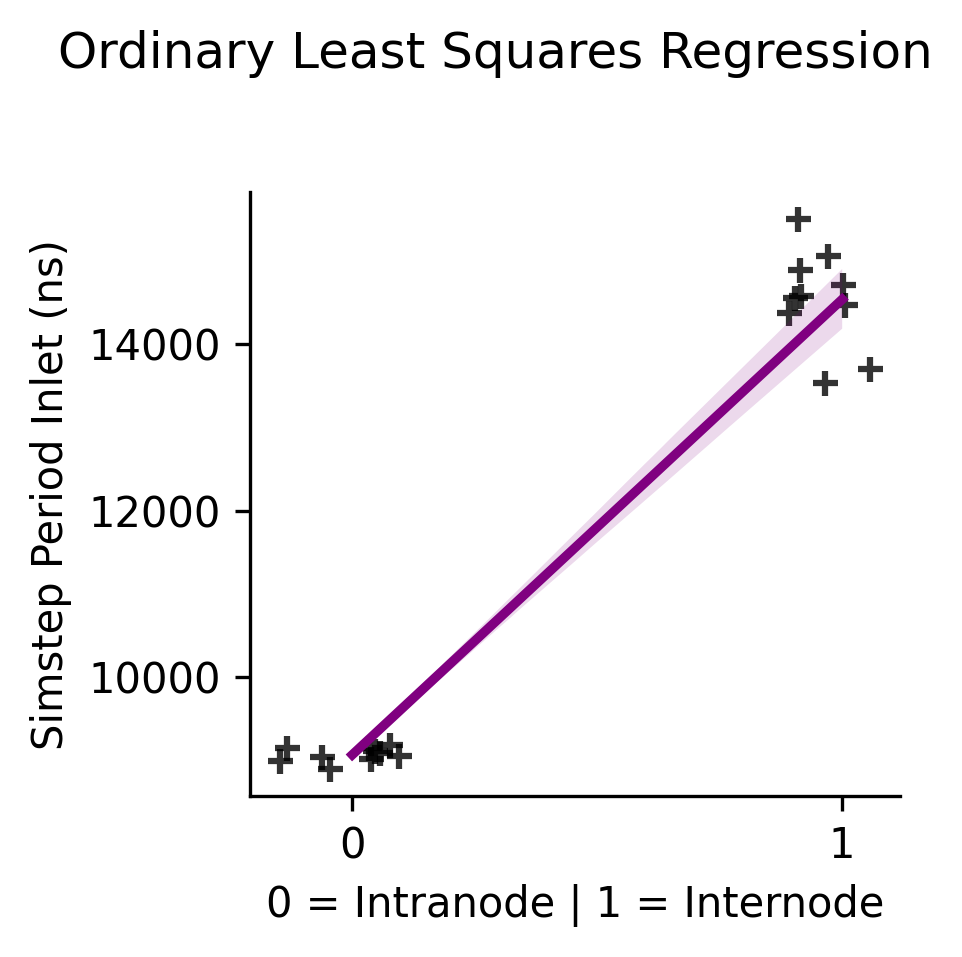 Ordinary Least Squares Regression
Simstep Period Inlet (ns)
14000
12000
10000
0
1
0 = Intranode | 1 = Internode